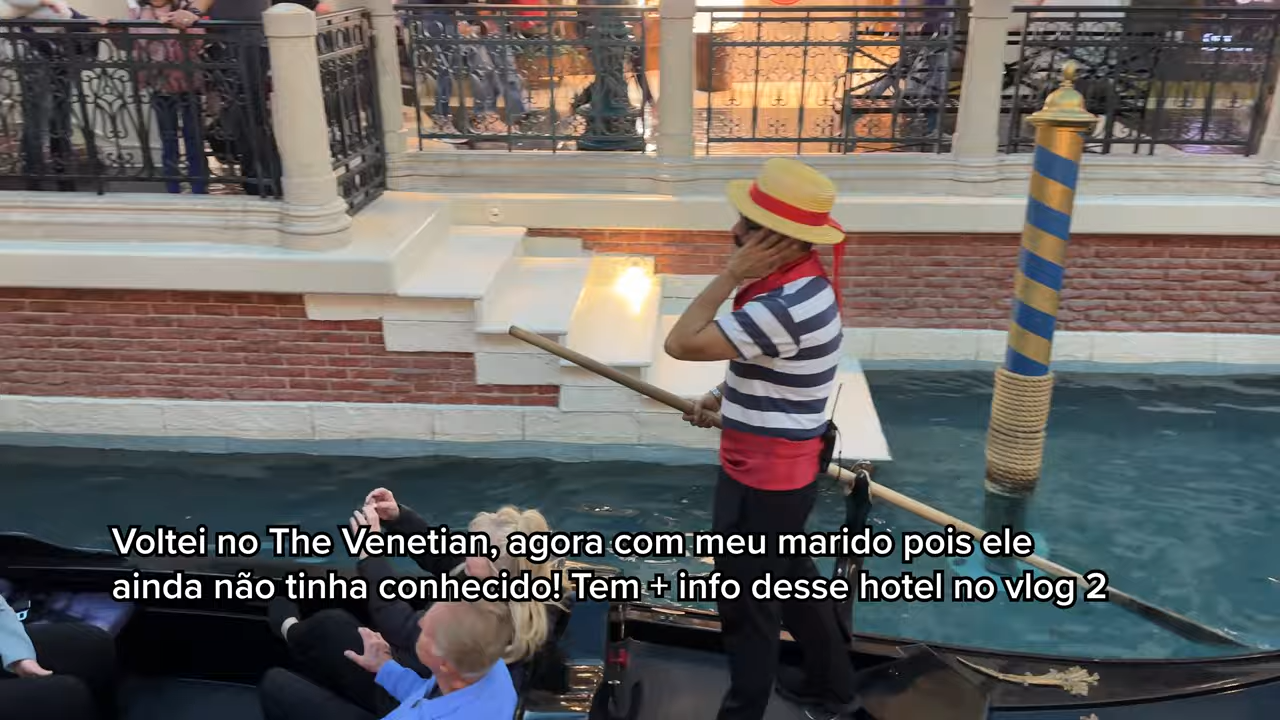 Voltei no The Venetian, agora com meu marido pois ele
ainda não tinha conhecido! Tem + info desse hotel no vlog 2